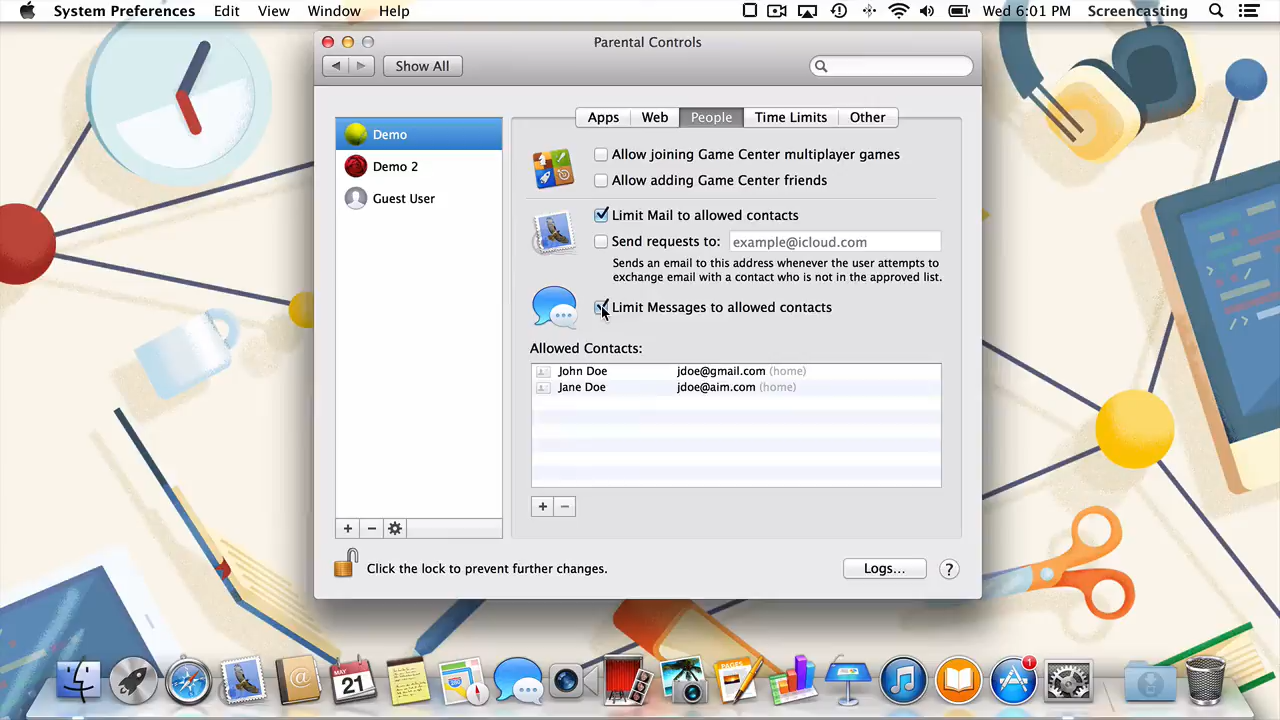 System Preferences Edit View Window Help Wed 6:01 PM Screencasting
Parental Controls
Show All
Demo
Demo 2
Guest User
Apps Web People Time Limits Other
Allow joining Game Center multiplayer games
Allow adding Game Center friends
Limit Mail to allowed contacts
Send requests to: example@icloud.com
Sends an email to this address whenever the user attempts to
exchange email with a contact who is not in the approved list.
Limit Messages to allowed contacts
Allowed Contacts:
John Doe jdoe@gmail.com (home)
Jane Doe jdoe@aim.com (home)
+ −
+ −
Click the lock to prevent further changes.
Logs... ?
MAY
21
PAGES
1